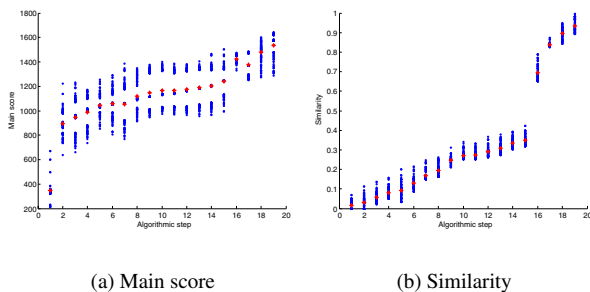 1800
1600
1400
1200
1000
800
600
400
200
0 2 4 6 8 10 12 14 16 18 20
Main score
Algorithmic step
(a) Main score
1
0.9
0.8
0.7
0.6
0.5
0.4
0.3
0.2
0.1
0
0 2 4 6 8 10 12 14 16 18 20
Similarity
Algorithmic step
(b) Similarity